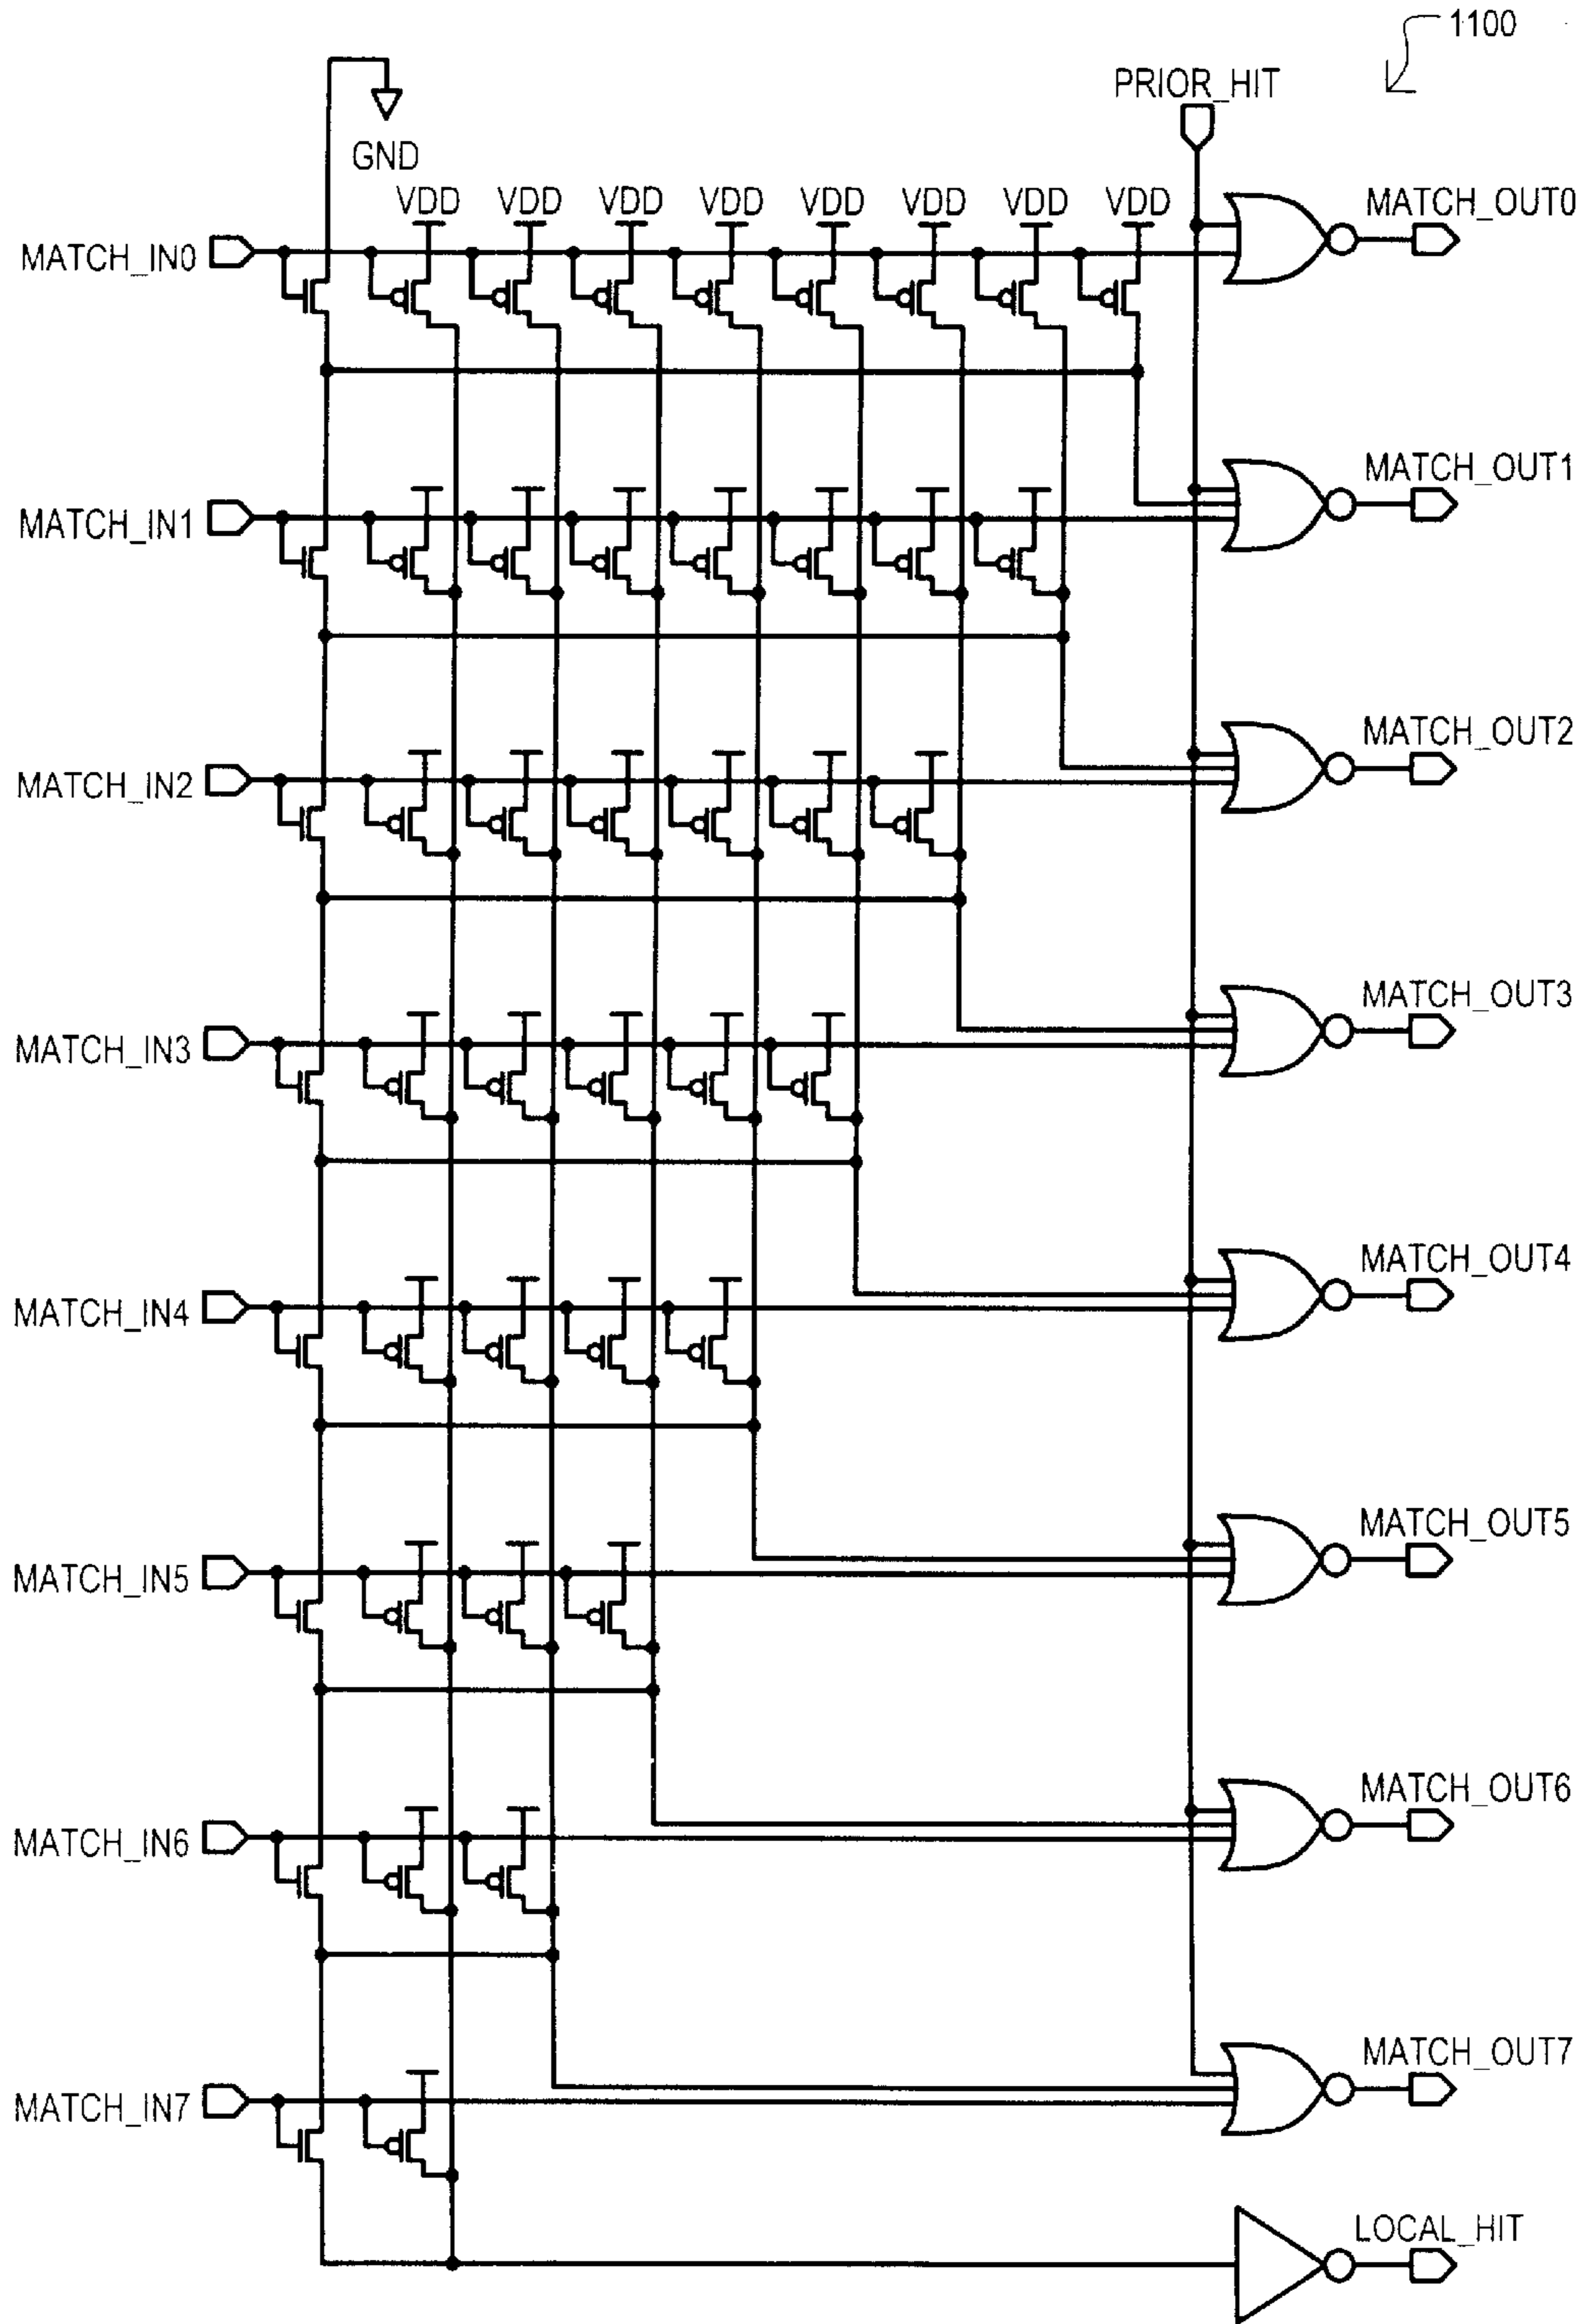 1100
PRIOR_HIT
GND
VDD VDD VDD VDD VDD VDD VDD VDD
MATCH_IN0
MATCH_OUT0
MATCH_IN1
MATCH_OUT1
MATCH_IN2
MATCH_OUT2
MATCH_IN3
MATCH_OUT3
MATCH_IN4
MATCH_OUT4
MATCH_IN5
MATCH_OUT5
MATCH_IN6
MATCH_OUT6
MATCH_IN7
MATCH_OUT7
LOCAL_HIT